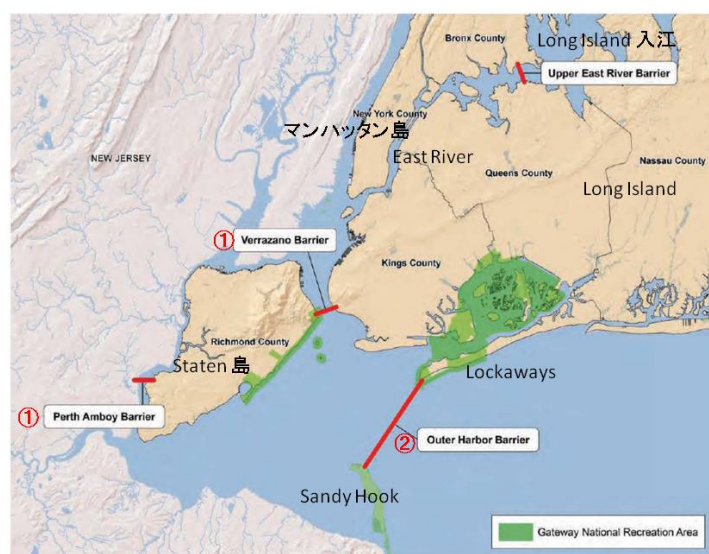 Bronx County
Long Island 入江
Upper East River Barrier
マンハッタン島
New York County
East River
NEW JERSEY
Queens County
Nassau County
Long Island
① Verrazano Barrier
Kings County
Richmond County
Staten 島
Lockaways
① Perth Amboy Barrier
② Outer Harbor Barrier
Sandy Hook
Gateway National Recreation Area